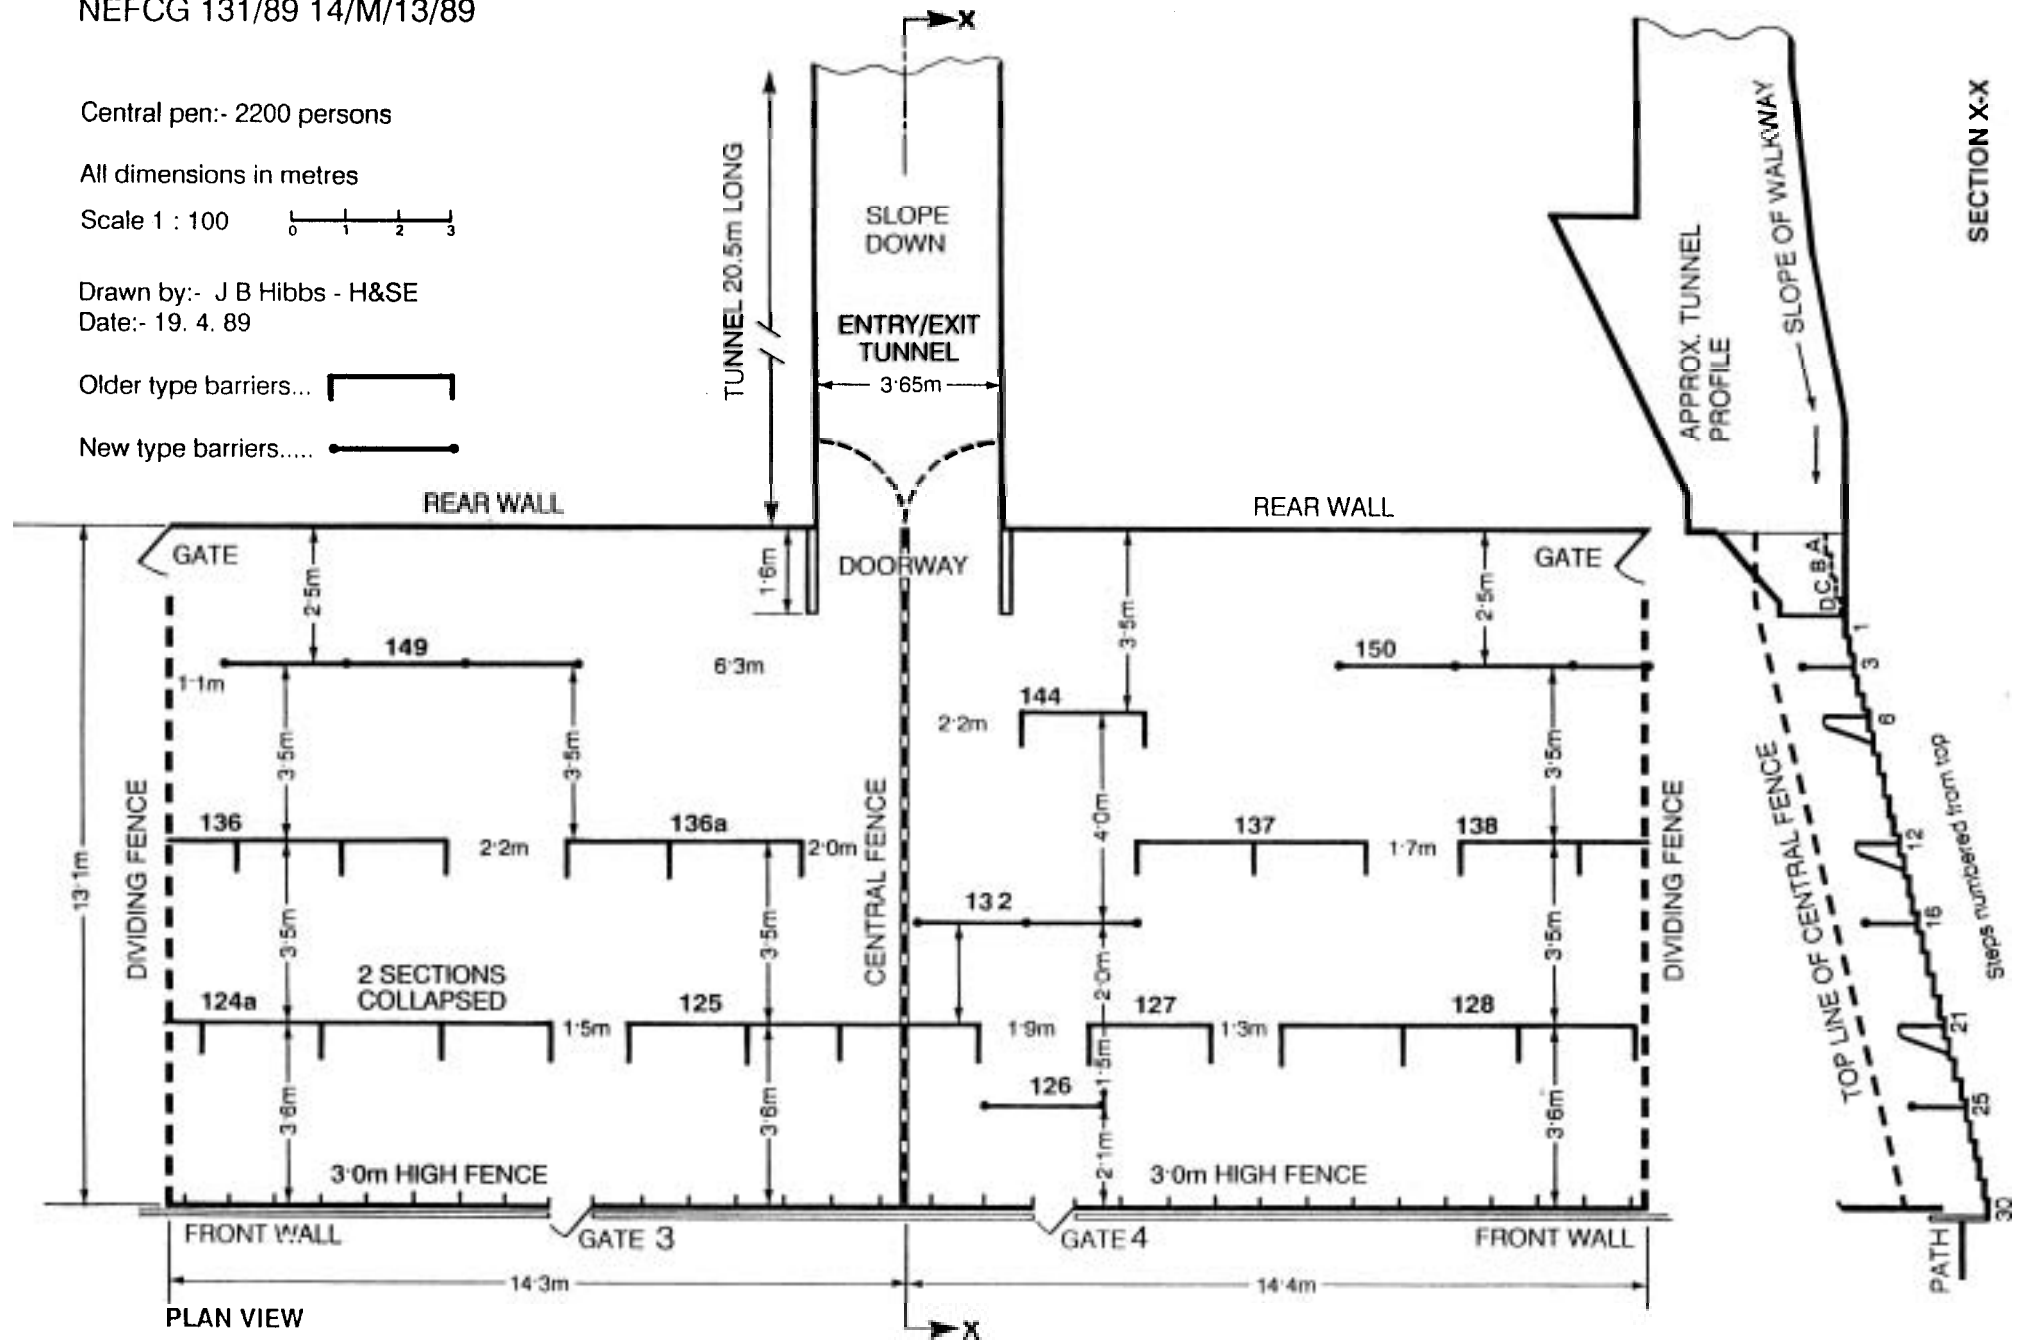 NEFCG 131/89 14/M/13/89
Central pen:- 2200 persons
All dimensions in metres
Scale 1 : 100
0 1 2 3
Drawn by:- J B Hibbs - H&SE
Date:- 19. 4. 89
Older type barriers...
New type barriers.....
X
TUNNEL 20.5m LONG
SLOPE
DOWN
ENTRY/EXIT
TUNNEL
3·65m
REAR WALL
REAR WALL
GATE
2·5m
1·6m
DOORWAY
3·5m
2·5m
GATE
149
1·1m
6·3m
150
144
2·2m
3·5m
3·5m
4·0m
3·5m
DIVIDING FENCE
13·1m
136
2·2m
136a
2·0m
CENTRAL FENCE
137
1·7m
138
DIVIDING FENCE
132
3·5m
3·5m
2·0m
3·5m
2 SECTIONS
COLLAPSED
124a
125
1·5m
1·9m
127
1·3m
128
1·5m
126
3·6m
3·6m
2·1m
3·6m
3·0m HIGH FENCE
3·0m HIGH FENCE
FRONT WALL
GATE 3
GATE 4
FRONT WALL
14·3m
14·4m
PLAN VIEW
X
APPROX. TUNNEL
PROFILE
SLOPE OF WALKWAY
SECTION X-X
D.C.B.A.
1
3
6
12
16
21
25
30
TOP LINE OF CENTRAL FENCE
Steps numbered from top
PATH